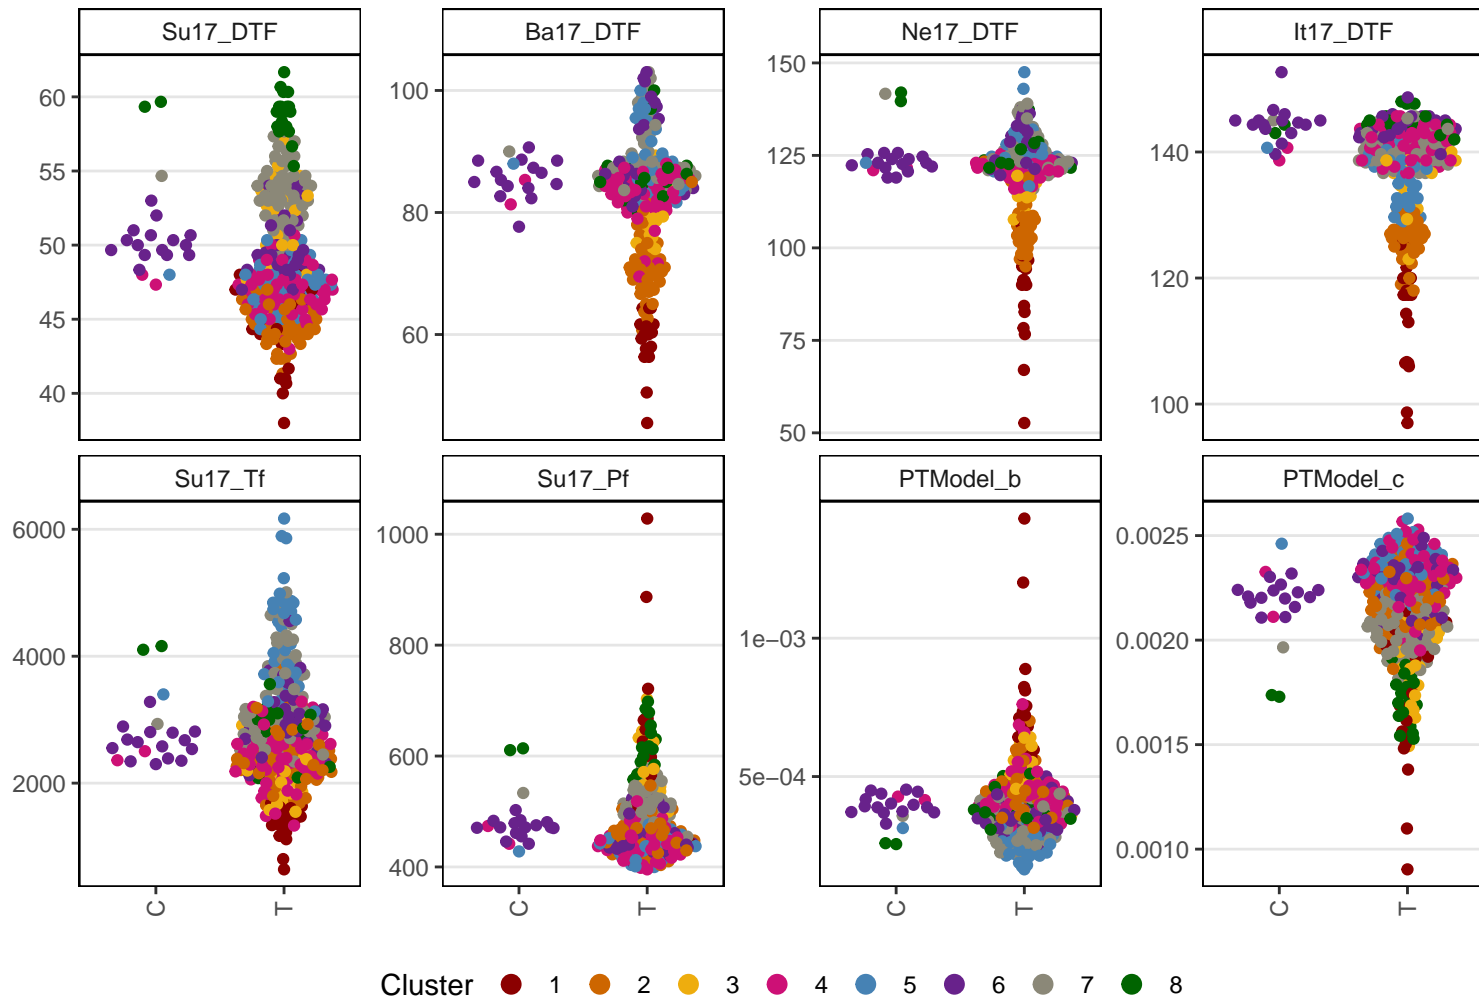 Su17_DTF Ba17_DTF Ne17_DTF It17_DTF
60 55 50 45 40
100 80 60
150 125 100 75 50
140 120 100
Su17_Tf Su17_Pf PTModel_b PTModel_c
6000 4000 2000
1000 800 600 400
1e−03 5e−04
0.0025 0.0020 0.0015 0.0010
C T C T C T C T
Cluster 1 2 3 4 5 6 7 8